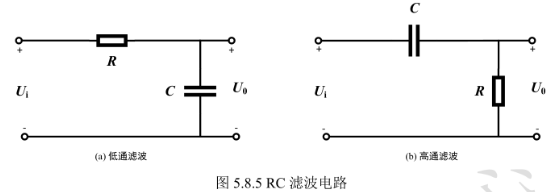 C
+ R + + +
Ui C U0 Ui R U0
- - - -
(a) 低通滤波 (b) 高通滤波
图 5.8.5 RC 滤波电路